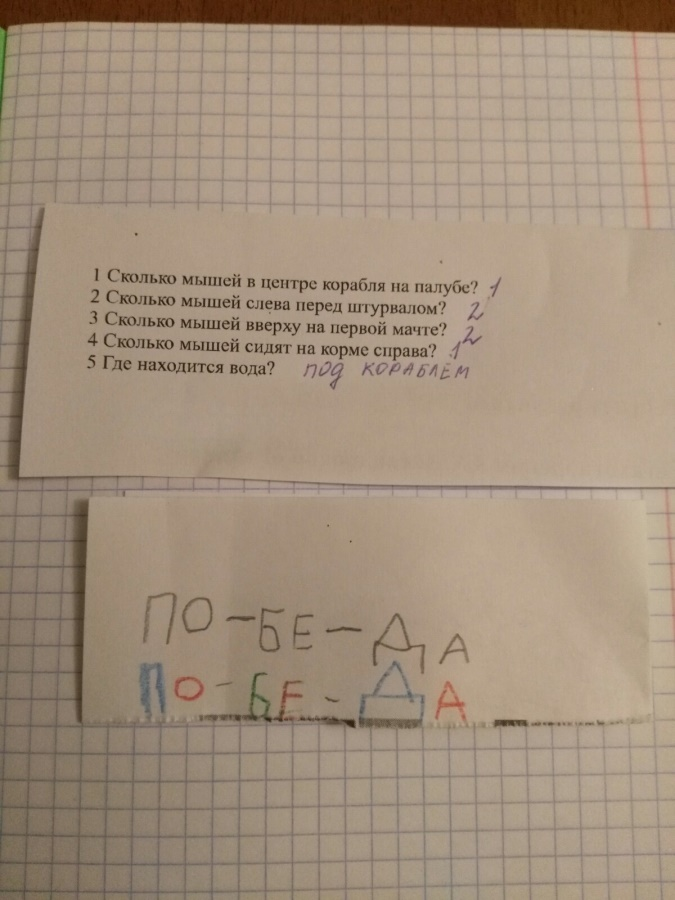 1 Сколько мышей в центре корабля на палубе? 1
2 Сколько мышей слева перед штурвалом? 2
3 Сколько мышей вверху на первой мачте? 2
4 Сколько мышей сидят на корме справа? 1
5 Где находится вода? под кораблём
ПО-БЕ-ДА
ПО-БЕ-ДА